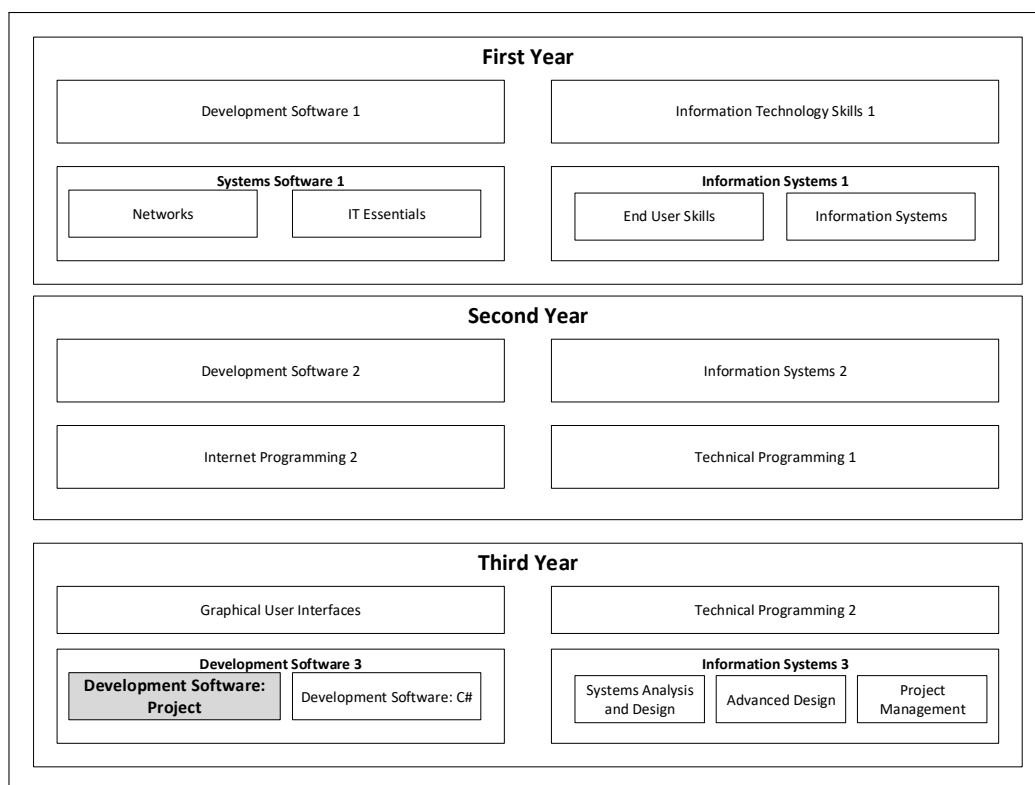 First Year
Development Software 1
Information Technology Skills 1
Systems Software 1
Networks
IT Essentials
Information Systems 1
End User Skills
Information Systems
Second Year
Development Software 2
Information Systems 2
Internet Programming 2
Technical Programming 1
Third Year
Graphical User Interfaces
Technical Programming 2
Development Software 3
Development Software:
Project
Development Software: C#
Information Systems 3
Systems Analysis
and Design
Advanced Design
Project
Management